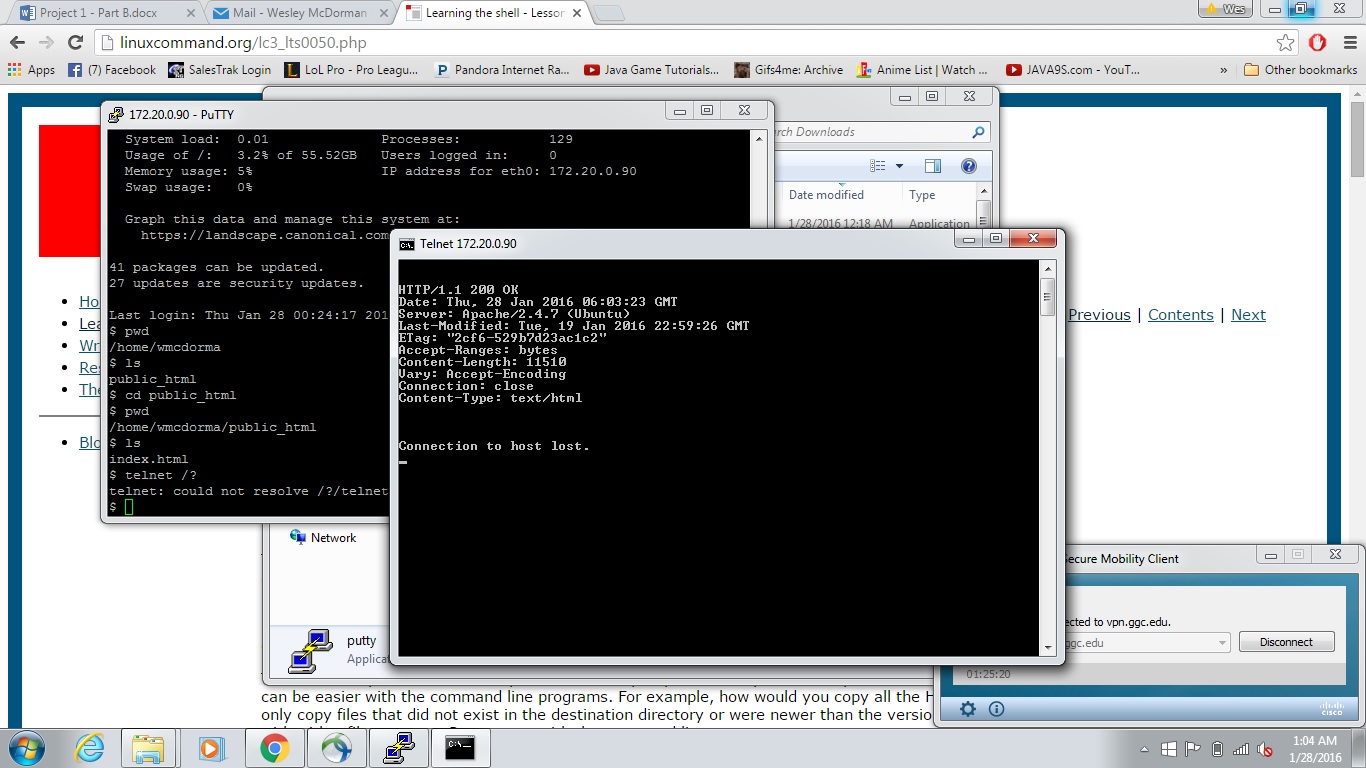 Project 1 - Part B.docx
Mail - Wesley McDorman
Learning the shell - Lesson
Wes
linuxcommand.org/lc3_lts0050.php
Apps (7) Facebook SalesTrak Login LoL Pro - Pro Leagu... Pandora Internet Ra... Java Game Tutorials... Gifs4me: Archive Anime List | Watch ... JAVA9S.com - YouT... » Other bookmarks
172.20.0.90 - PuTTY
System load: 0.01 Processes: 129
Usage of /: 3.2% of 55.52GB Users logged in: 0
Memory usage: 5% IP address for eth0: 172.20.0.90
Swap usage: 0%
Graph this data and manage this system at:
https://landscape.canonical.com
41 packages can be updated.
27 updates are security updates.
Last login: Thu Jan 28 00:24:17 201
$ pwd
/home/wmcdorma
$ ls
public_html
$ cd public_html
$ pwd
/home/wmcdorma/public_html
$ ls
index.html
$ telnet /?
telnet: could not resolve /?/telnet
$
rch Downloads
Date modified Type
1/28/2016 12:18 AM Application
Telnet 172.20.0.90
HTTP/1.1 200 OK
Date: Thu, 28 Jan 2016 06:03:23 GMT
Server: Apache/2.4.7 (Ubuntu)
Last-Modified: Tue, 19 Jan 2016 22:59:26 GMT
ETag: "2cf6-529b7d23ac1c2"
Accept-Ranges: bytes
Content-Length: 11510
Vary: Accept-Encoding
Connection: close
Content-Type: text/html
Connection to host lost.
Ho
Lea
Wr
Res
The
Blo
Previous | Contents | Next
Network
putty
Applica
Secure Mobility Client
ected to vpn.ggc.edu.
ggc.edu
Disconnect
01:25:20
cisco
can be easier with the command line programs. For example, how would you copy all the H
only copy files that did not exist in the destination directory or were newer than the versio
1:04 AM
1/28/2016